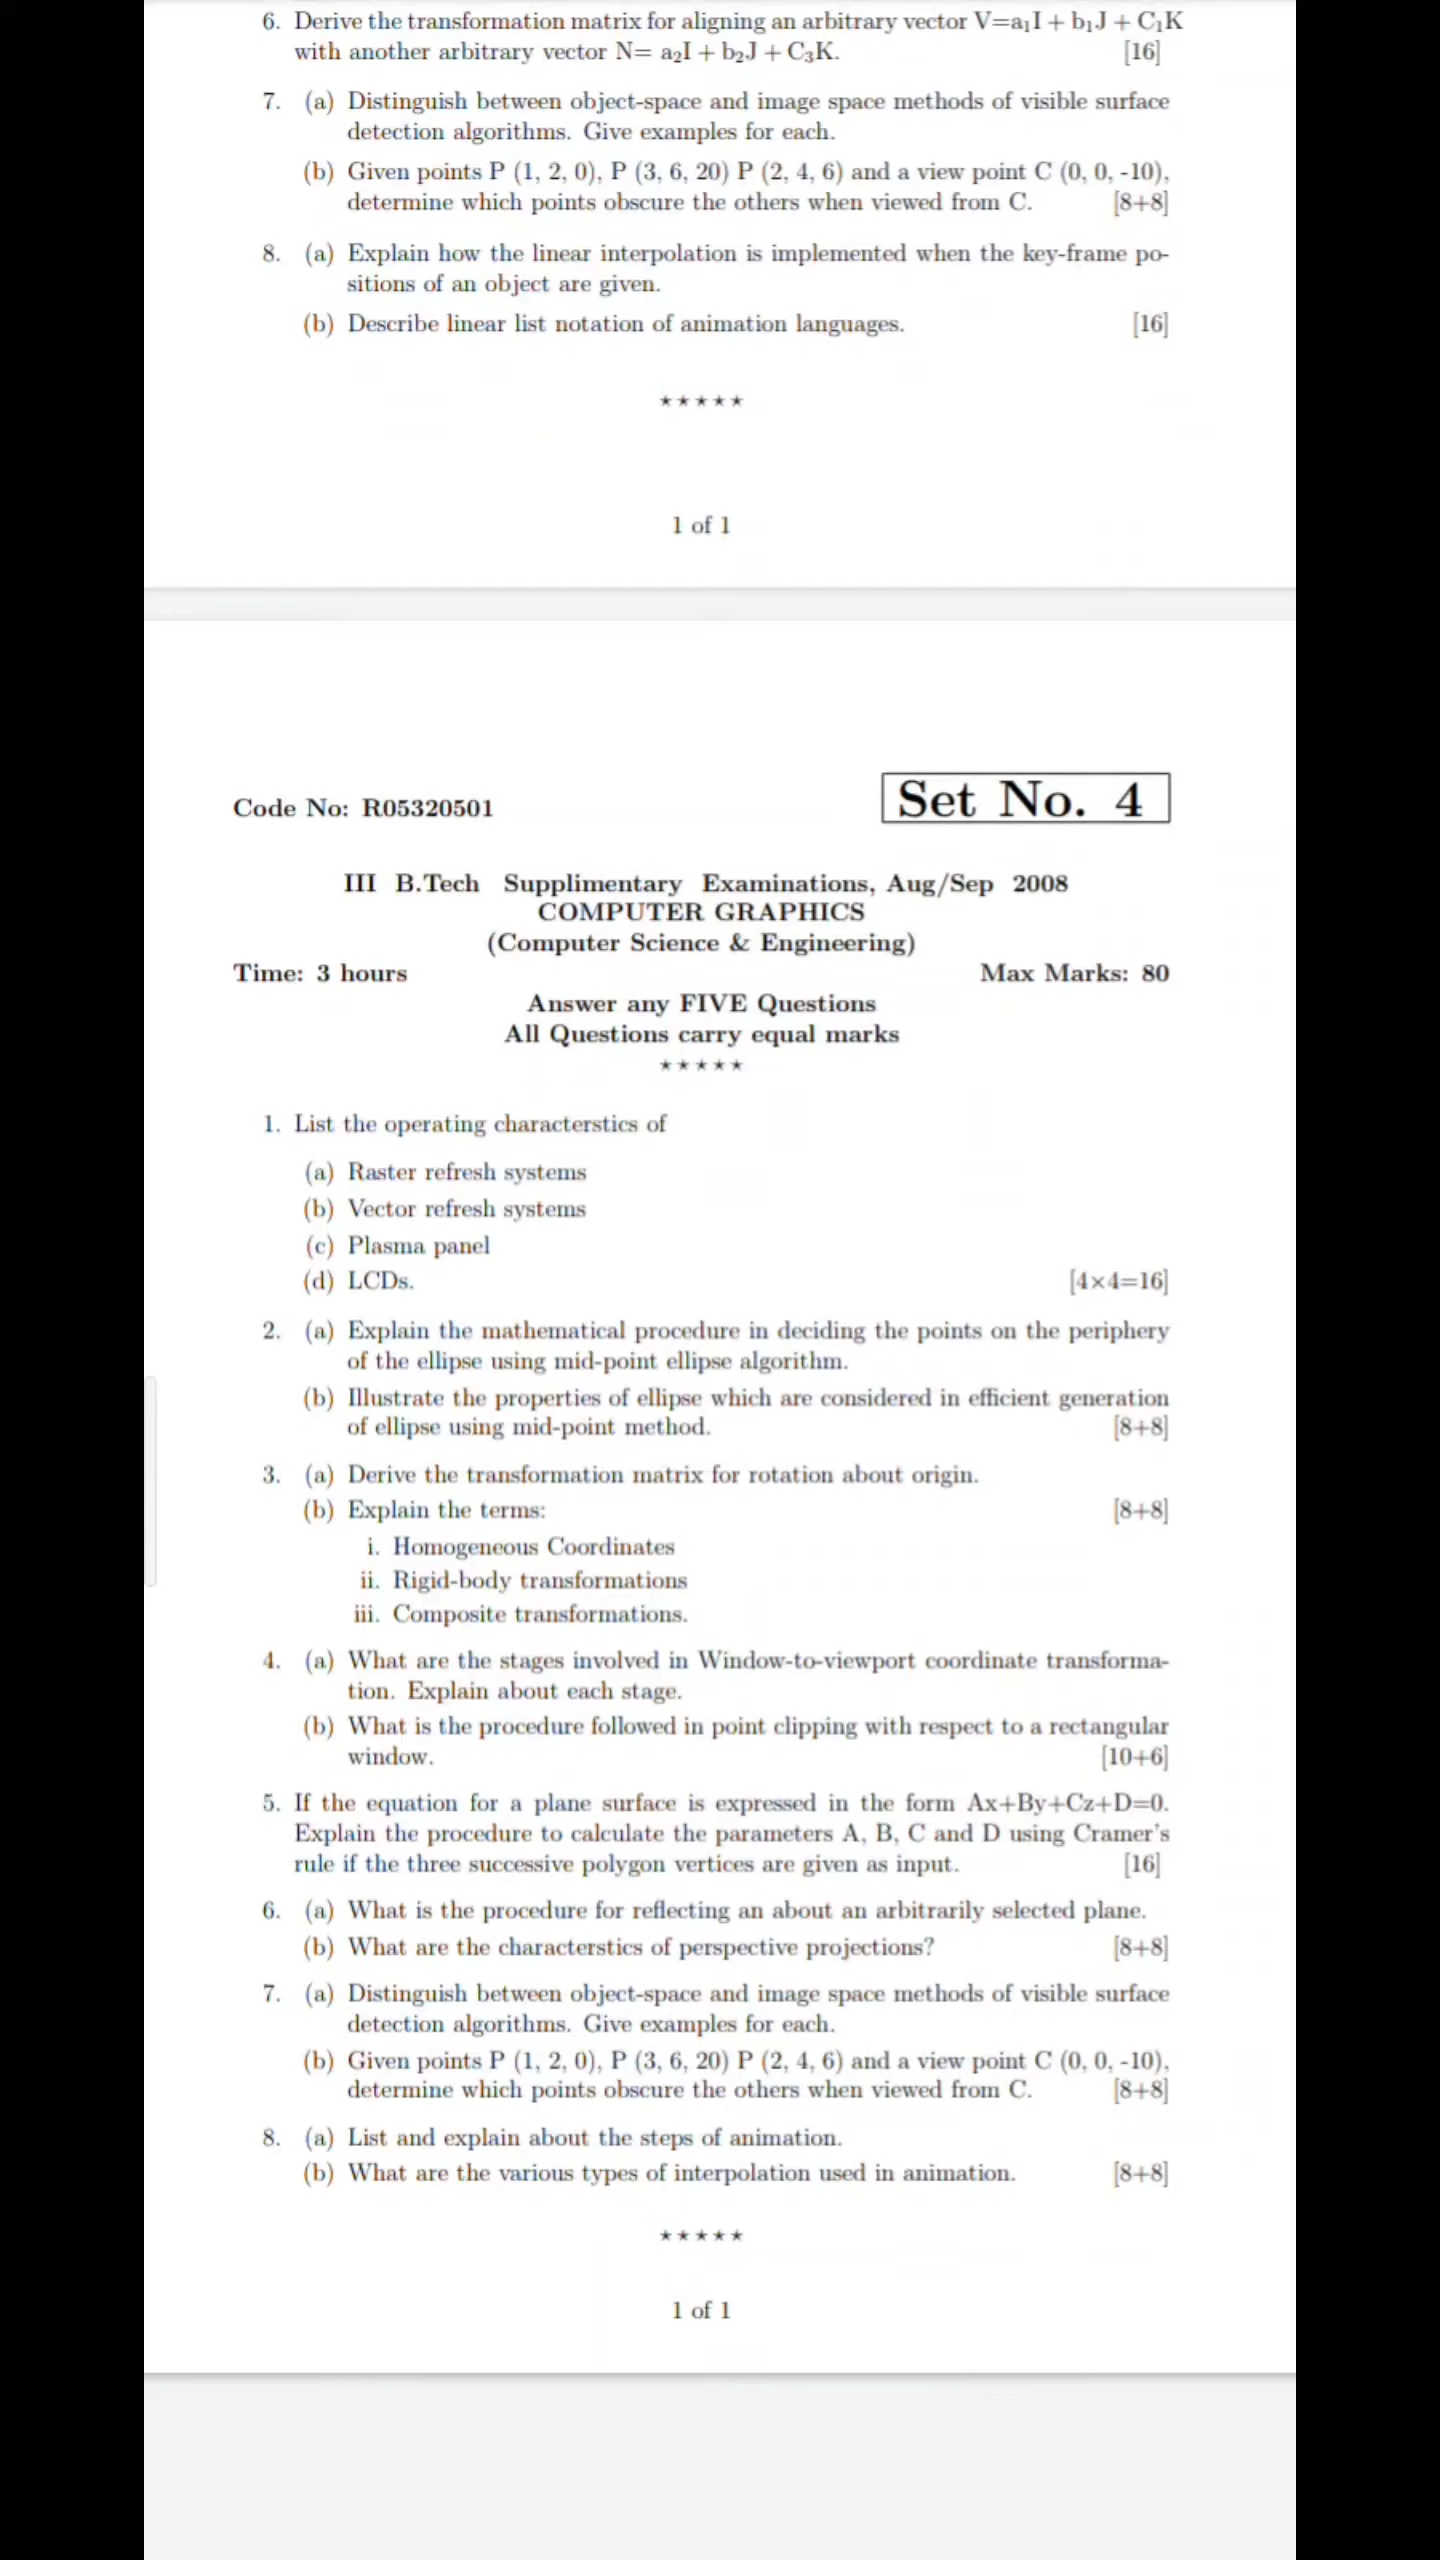 6. Derive the transformation matrix for aligning an arbitrary vector V=a₁I + b₁J + C₁K
with another arbitrary vector N= a₂I + b₂J + C₃K. [16]
7. (a) Distinguish between object-space and image space methods of visible surface
detection algorithms. Give examples for each.
(b) Given points P (1, 2, 0), P (3, 6, 20) P (2, 4, 6) and a view point C (0, 0, -10),
determine which points obscure the others when viewed from C. [8+8]
8. (a) Explain how the linear interpolation is implemented when the key-frame po-
sitions of an object are given.
(b) Describe linear list notation of animation languages. [16]
⋆⋆⋆⋆⋆
1 of 1
Code No: R05320501 Set No. 4
III B.Tech Supplimentary Examinations, Aug/Sep 2008
COMPUTER GRAPHICS
(Computer Science & Engineering)
Time: 3 hours Max Marks: 80
Answer any FIVE Questions
All Questions carry equal marks
⋆⋆⋆⋆⋆
1. List the operating characterstics of
(a) Raster refresh systems
(b) Vector refresh systems
(c) Plasma panel
(d) LCDs. [4×4=16]
2. (a) Explain the mathematical procedure in deciding the points on the periphery
of the ellipse using mid-point ellipse algorithm.
(b) Illustrate the properties of ellipse which are considered in efficient generation
of ellipse using mid-point method. [8+8]
3. (a) Derive the transformation matrix for rotation about origin.
(b) Explain the terms: [8+8]
i. Homogeneous Coordinates
ii. Rigid-body transformations
iii. Composite transformations.
4. (a) What are the stages involved in Window-to-viewport coordinate transforma-
tion. Explain about each stage.
(b) What is the procedure followed in point clipping with respect to a rectangular
window. [10+6]
5. If the equation for a plane surface is expressed in the form Ax+By+Cz+D=0.
Explain the procedure to calculate the parameters A, B, C and D using Cramer's
rule if the three successive polygon vertices are given as input. [16]
6. (a) What is the procedure for reflecting an about an arbitrarily selected plane.
(b) What are the characterstics of perspective projections? [8+8]
7. (a) Distinguish between object-space and image space methods of visible surface
detection algorithms. Give examples for each.
(b) Given points P (1, 2, 0), P (3, 6, 20) P (2, 4, 6) and a view point C (0, 0, -10),
determine which points obscure the others when viewed from C. [8+8]
8. (a) List and explain about the steps of animation.
(b) What are the various types of interpolation used in animation. [8+8]
⋆⋆⋆⋆⋆
1 of 1